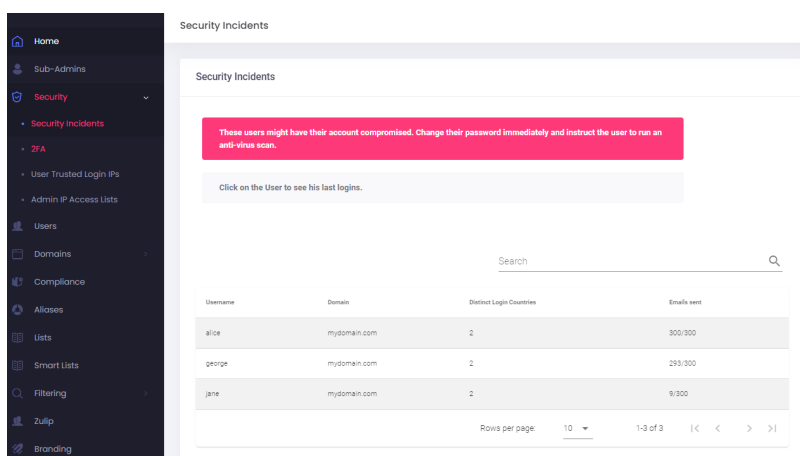 Security Incidents
Home
Sub-Admins
Security
Security Incidents
2FA
User Trusted Login IPs
Admin IP Access Lists
Users
Domains
Compliance
Aliases
Lists
Smart Lists
Filtering
Zulip
Branding
Security Incidents
These users might have their account compromised. Change their password immediately and instruct the user to run an
anti-virus scan.
Click on the User to see his last logins.
Search
Username Domain Distinct Login Countries Emails sent
alice mydomain.com 2 300/300
george mydomain.com 2 293/300
jane mydomain.com 2 9/300
Rows per page: 10 1-3 of 3